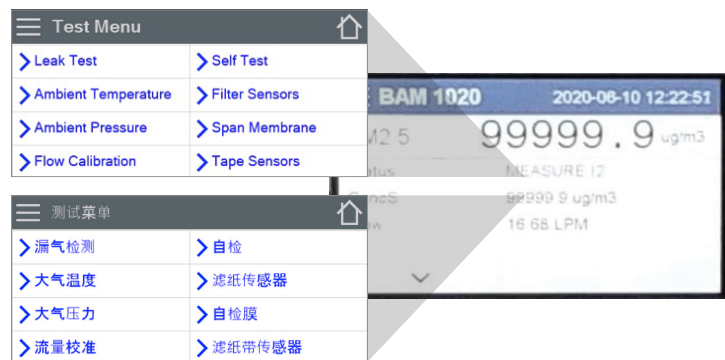 Test Menu
Leak Test
Self Test
Ambient Temperature
Filter Sensors
Ambient Pressure
Span Membrane
Flow Calibration
Tape Sensors
测试菜单
漏气检测
自检
大气温度
滤纸传感器
大气压力
自检膜
流量校准
滤纸带传感器
BAM 1020 2020-06-10 12:22:51
M2 5 99999.9 ug/m3
MEASURE I2
99999 9 ug/m3
16 68 LPM